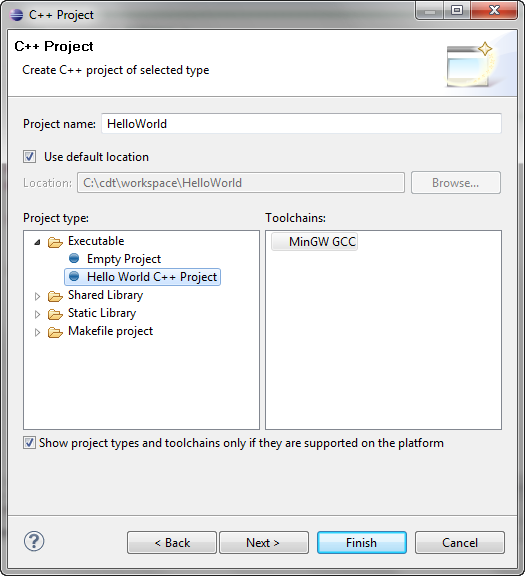 C++ Project
C++ Project
Create C++ project of selected type
Project name: HelloWorld
Use default location
Location: C:\cdt\workspace\HelloWorld Browse...
Project type: Toolchains:
Executable MinGW GCC
Empty Project
Hello World C++ Project
Shared Library
Static Library
Makefile project
Show project types and toolchains only if they are supported on the platform
? < Back Next > Finish Cancel